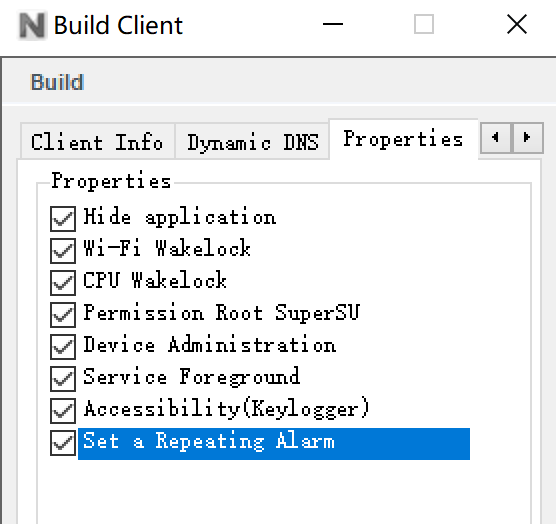 Build Client
Build
Client Info
Dynamic DNS
Properties
Properties
Hide application
Wi-Fi Wakelock
CPU Wakelock
Permission Root SuperSU
Device Administration
Service Foreground
Accessibility(Keylogger)
Set a Repeating Alarm